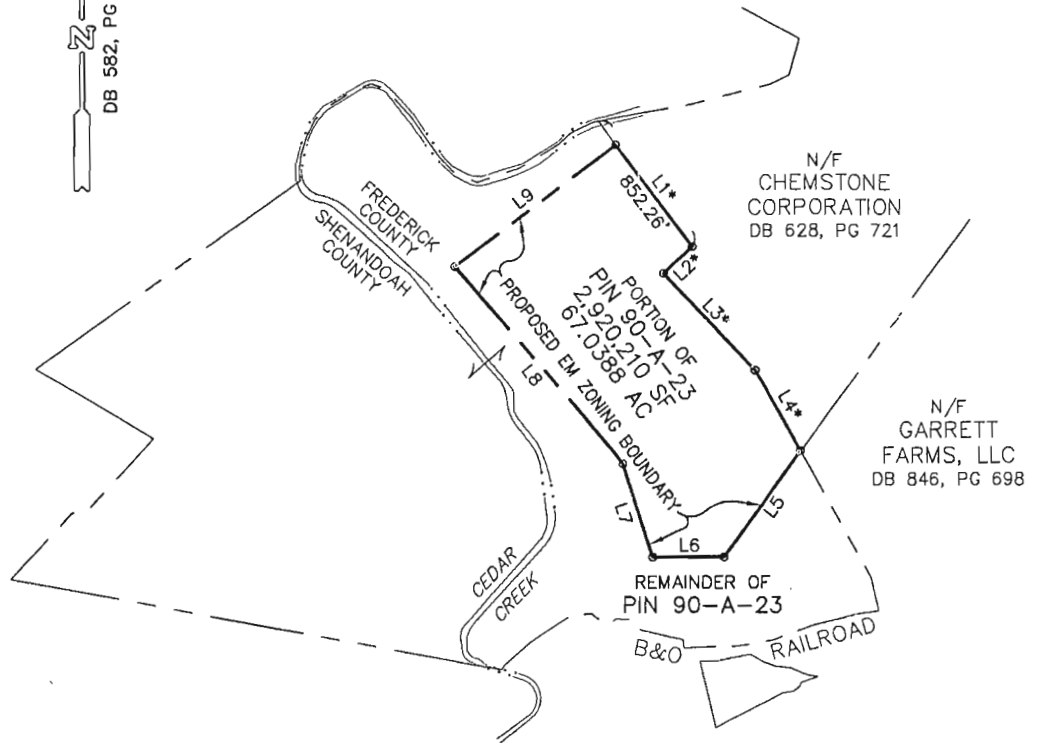 N
DB 582, PG
FREDERICK
COUNTY
SHENANDOAH
COUNTY
L9
L1*
852.26'
N/F
CHEMSTONE
CORPORATION
DB 628, PG 721
L2*
L3*
PORTION OF
PIN 90-A-23
2,920,210 SF
67.0388 AC
PROPOSED EM ZONING BOUNDARY
L8
L4*
N/F
GARRETT
FARMS, LLC
DB 846, PG 698
L7
L5
L6
CEDAR
CREEK
REMAINDER OF
PIN 90-A-23
B&O
RAILROAD